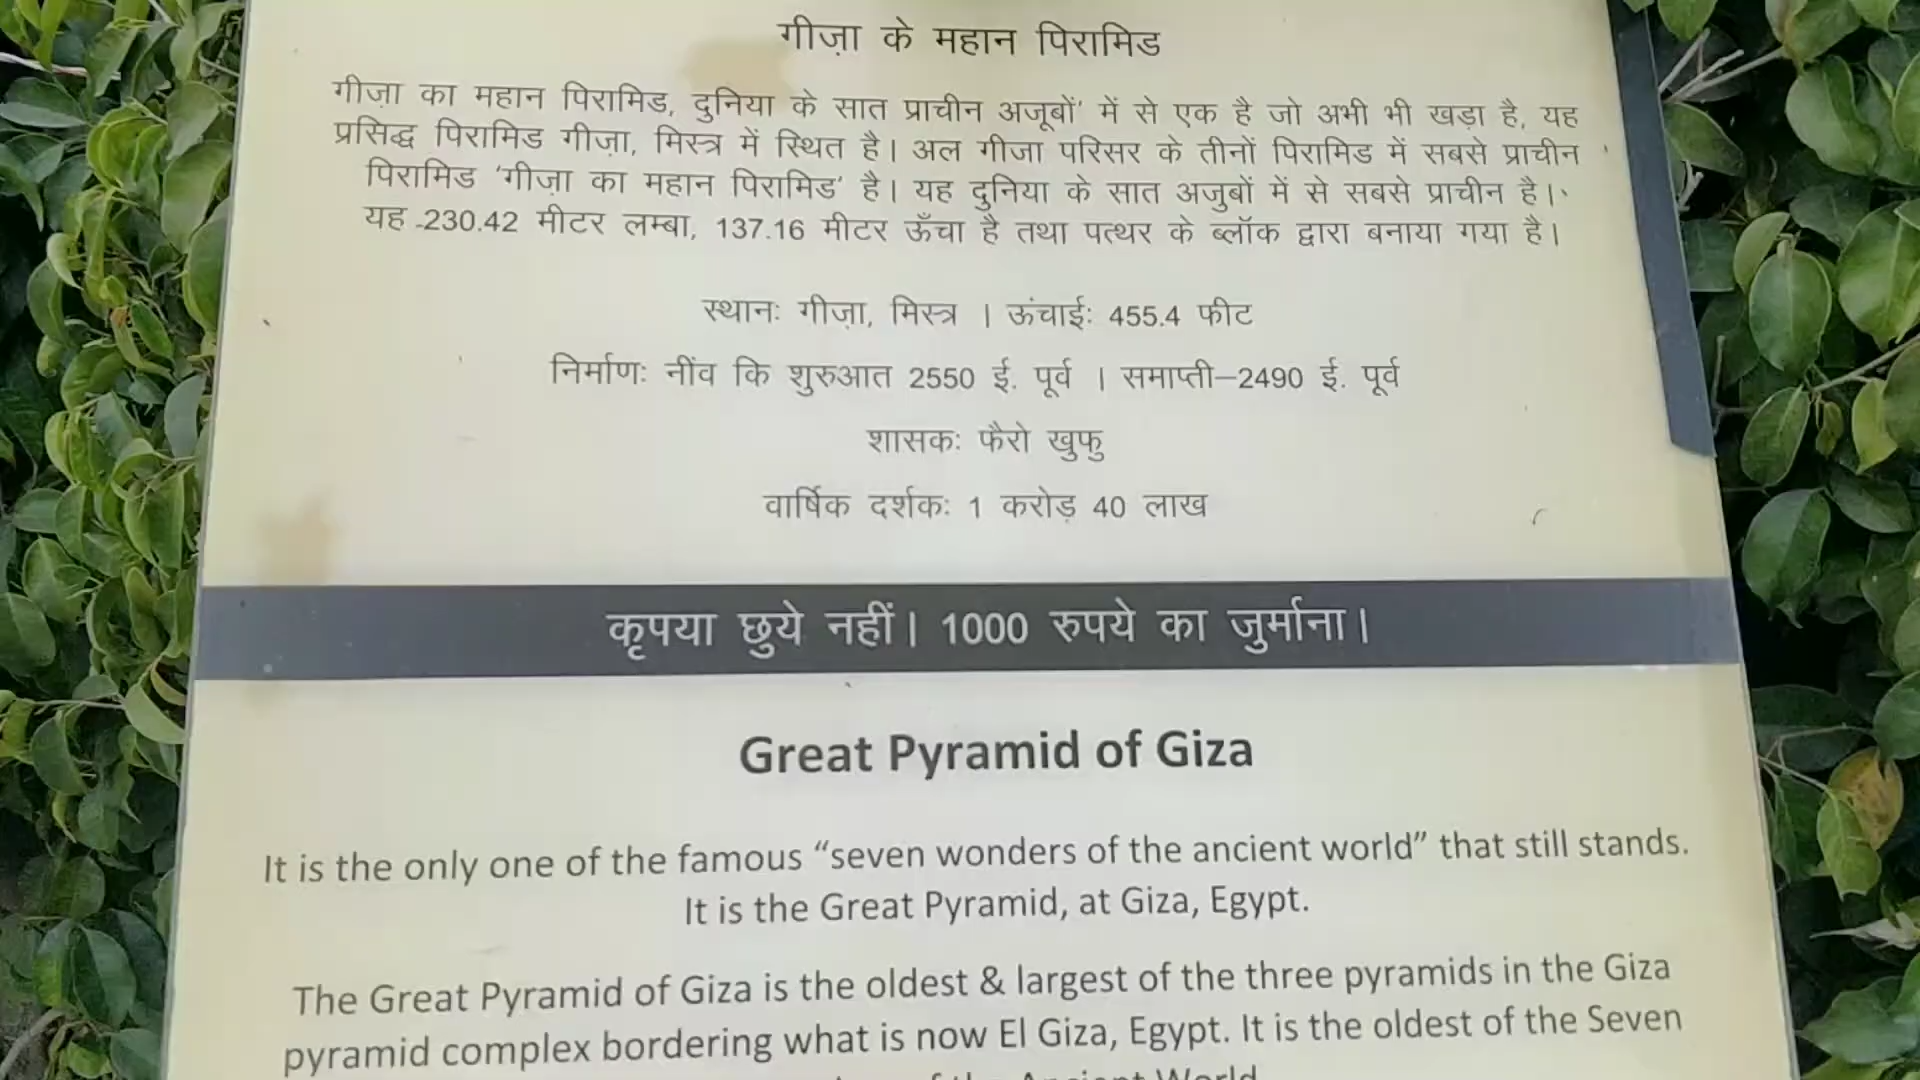 गीज़ा के महान पिरामिड
गीज़ा का महान पिरामिड, दुनिया के सात प्राचीन अजूबों' में से एक है जो अभी भी खड़ा है, यह
प्रसिद्ध पिरामिड गीज़ा, मिस्त्र में स्थित है। अल गीजा परिसर के तीनों पिरामिड में सबसे प्राचीन
पिरामिड 'गीज़ा का महान पिरामिड' है। यह दुनिया के सात अजुबों में से सबसे प्राचीन है।
यह 230.42 मीटर लम्बा, 137.16 मीटर ऊँचा है तथा पत्थर के ब्लॉक द्वारा बनाया गया है।
स्थानः गीज़ा, मिस्त्र । ऊंचाईः 455.4 फीट
निर्माणः नींव कि शुरुआत 2550 ई. पूर्व । समाप्ती–2490 ई. पूर्व
शासकः फैरो खुफु
वार्षिक दर्शकः 1 करोड़ 40 लाख
कृपया छुये नहीं। 1000 रुपये का जुर्माना।
Great Pyramid of Giza
It is the only one of the famous “seven wonders of the ancient world” that still stands.
It is the Great Pyramid, at Giza, Egypt.
The Great Pyramid of Giza is the oldest & largest of the three pyramids in the Giza
pyramid complex bordering what is now El Giza, Egypt. It is the oldest of the Seven
of the Ancient World